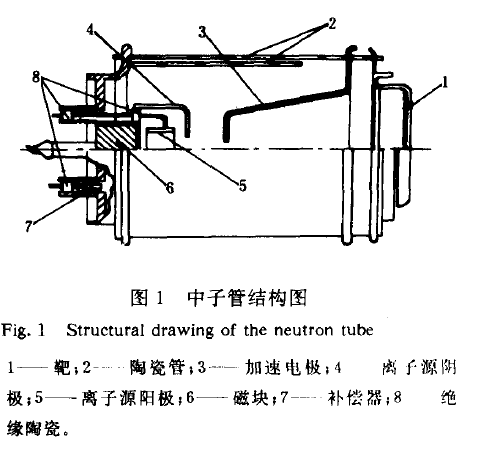 4
3
2
8
1
6
5
7
图 1 中子管结构图
Fig. 1 Structural drawing of the neutron tube
1——靶;2——陶瓷管;3——加速电极;4 离子源阴
极;5——离子源阳极;6——磁块;7——补偿器;8 绝
缘陶瓷。